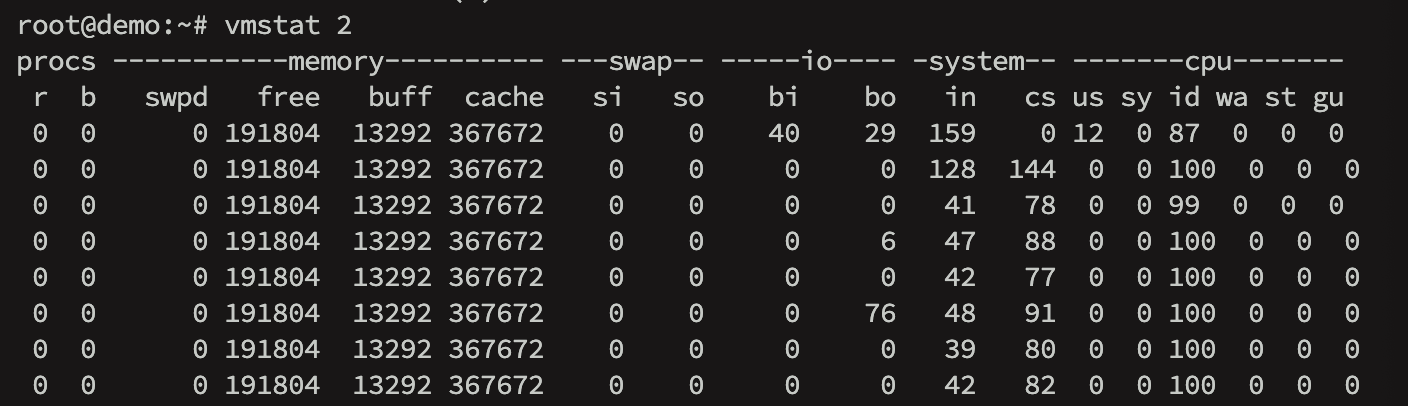 root@demo:~# vmstat 2
procs -----------memory---------- ---swap-- -----io---- -system-- -------cpu-------
 r  b   swpd   free   buff  cache   si   so    bi    bo   in   cs us sy id wa st gu
 0  0      0 191804  13292 367672    0    0    40    29  159    0 12  0 87  0  0  0
 0  0      0 191804  13292 367672    0    0     0     0  128  144  0  0 100  0  0  0
 0  0      0 191804  13292 367672    0    0     0     0   41   78  0  0 99  0  0  0
 0  0      0 191804  13292 367672    0    0     0     6   47   88  0  0 100  0  0  0
 0  0      0 191804  13292 367672    0    0     0     0   42   77  0  0 100  0  0  0
 0  0      0 191804  13292 367672    0    0     0    76   48   91  0  0 100  0  0  0
 0  0      0 191804  13292 367672    0    0     0     0   39   80  0  0 100  0  0  0
 0  0      0 191804  13292 367672    0    0     0     0   42   82  0  0 100  0  0  0